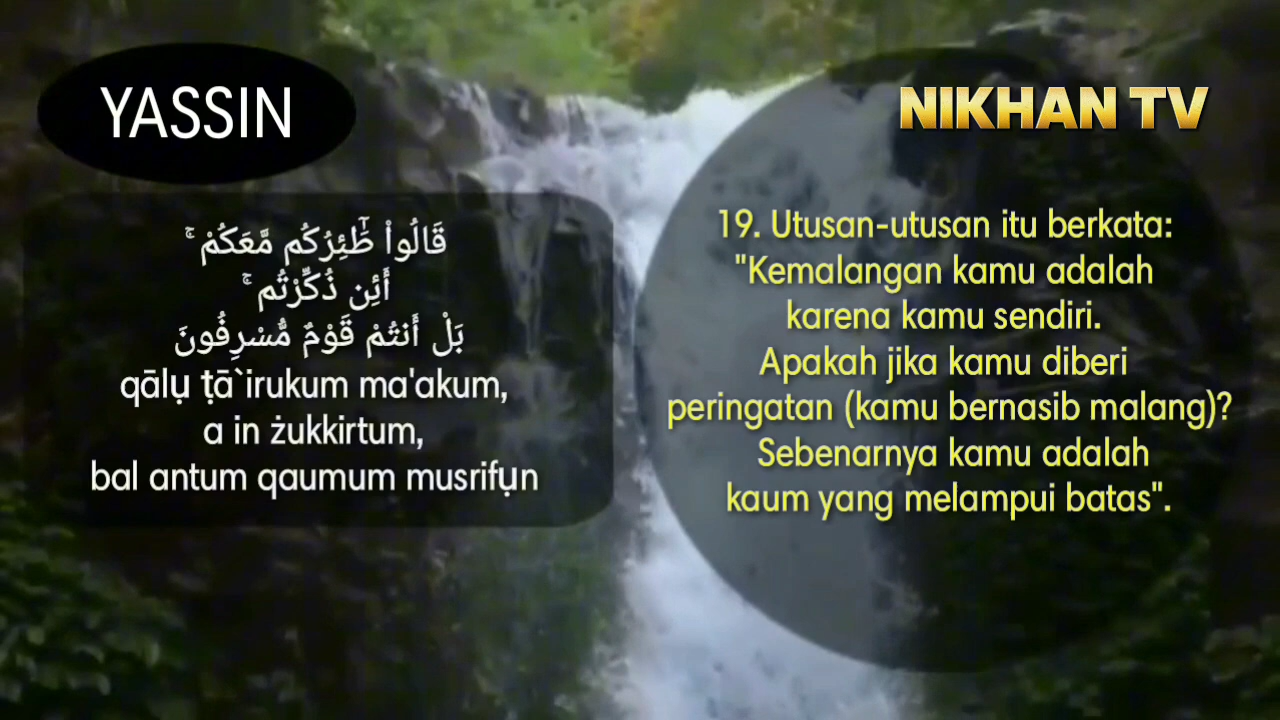 YASSIN
NIKHAN TV
قَالُوا۟ طَٰٓئِرُكُم مَّعَكُمْ ۚ
أَئِن ذُكِّرْتُم ۚ
بَلْ أَنتُمْ قَوْمٌ مُّسْرِفُونَ
qālụ ṭā`irukum ma'akum,
a in żukkirtum,
bal antum qaumum musrifụn
19. Utusan-utusan itu berkata:
"Kemalangan kamu adalah
karena kamu sendiri.
Apakah jika kamu diberi
peringatan (kamu bernasib malang)?
Sebenarnya kamu adalah
kaum yang melampui batas".